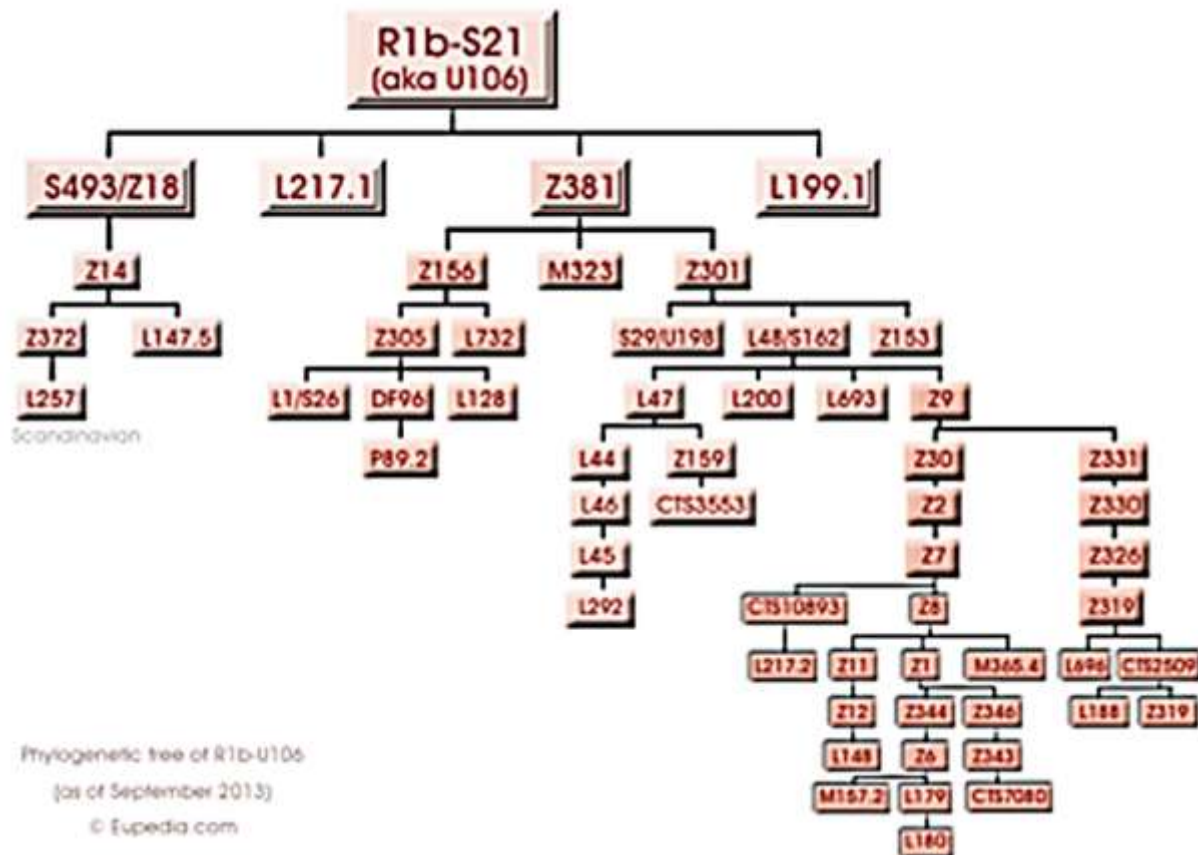 R1b-S21
(aka U106)
S493/Z18 L217.1 Z381 L199.1
Z14 Z156 M323 Z301
Z372 L147.5 Z305 L732 S29/U198 L48/S162 Z153
L257 L1/S26 DF96 L128 L47 L200 L693 Z9
Scandinavian
P89.2 L44 Z159 Z30 Z331
L46 CTS3553 Z2 Z330
L45 Z7 Z326
L292 CTS10893 Z8 Z319
L217.2 Z11 Z1 M365.4 L696 CTS2509
Z12 Z344 Z346 L188 Z319
L148 Z6 Z343
M157.2 L179 CTS7080
L180
Phylogenetic tree of R1b-U106
(as of September 2013)
© Eupedia.com